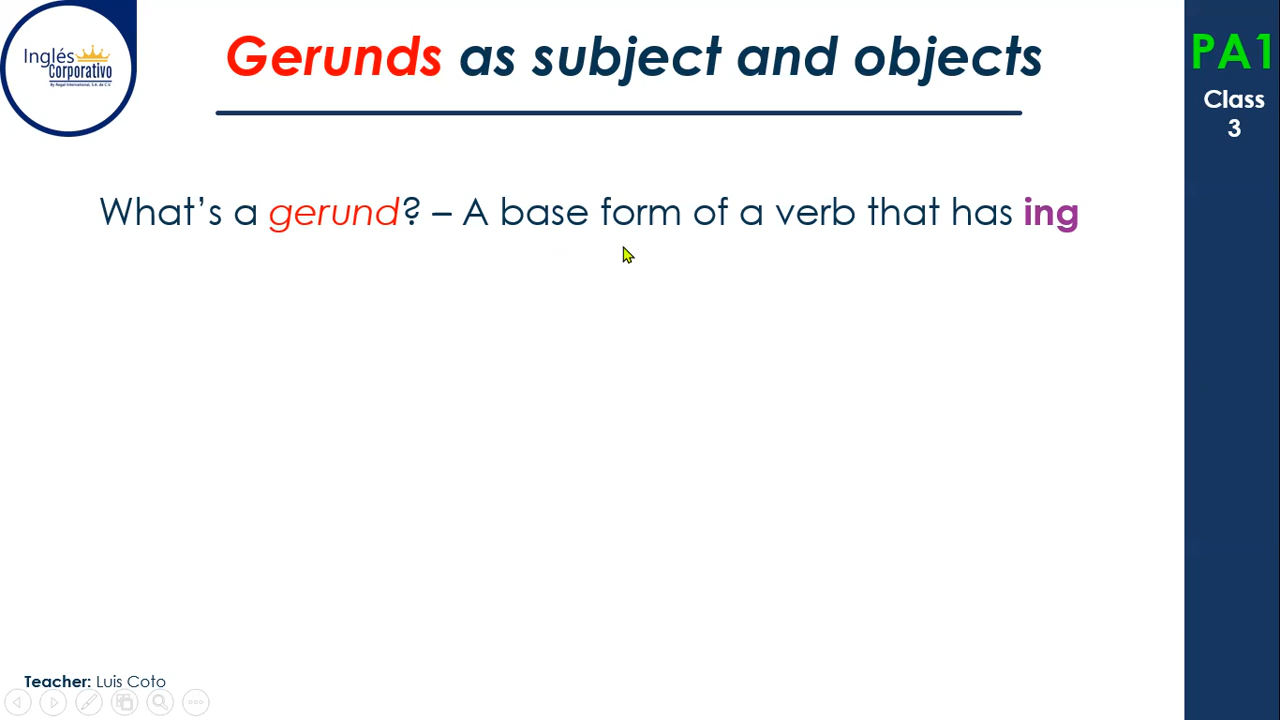 Inglés
Corporativo
By Regal International, S.A. de C.V.
Gerunds as subject and objects
PA1
Class
3
What's a gerund? – A base form of a verb that has ing
Teacher: Luis Coto